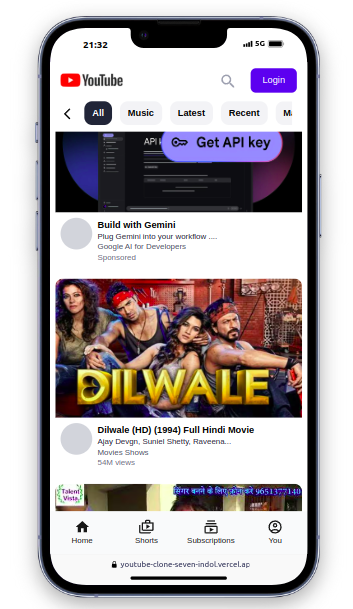 21:32
5G
YouTube
Login
All
Music
Latest
Recent
API
Get API key
Build with Gemini
Plug Gemini into your workflow ....
Google AI for Developers
Sponsored
DILWALE
Dilwale (HD) (1994) Full Hindi Movie
Ajay Devgn, Suniel Shetty, Raveena...
Movies Shows
54M views
Talent
Vista
सिंगर बनने के लिए फ़ोन करें 9651377140
Home
Shorts
Subscriptions
You
youtube-clone-seven-indol.vercel.ap